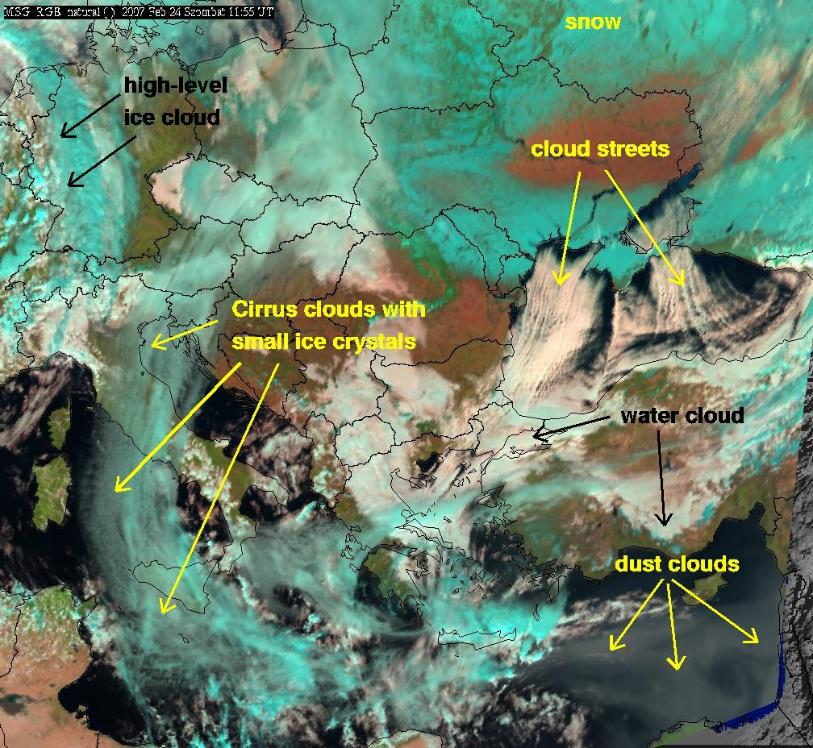 MSG RGB natural () 2007 Feb 24 Szombat 11:55 UT
snow
high-level
ice cloud
cloud streets
Cirrus clouds with
small ice crystals
water cloud
dust clouds